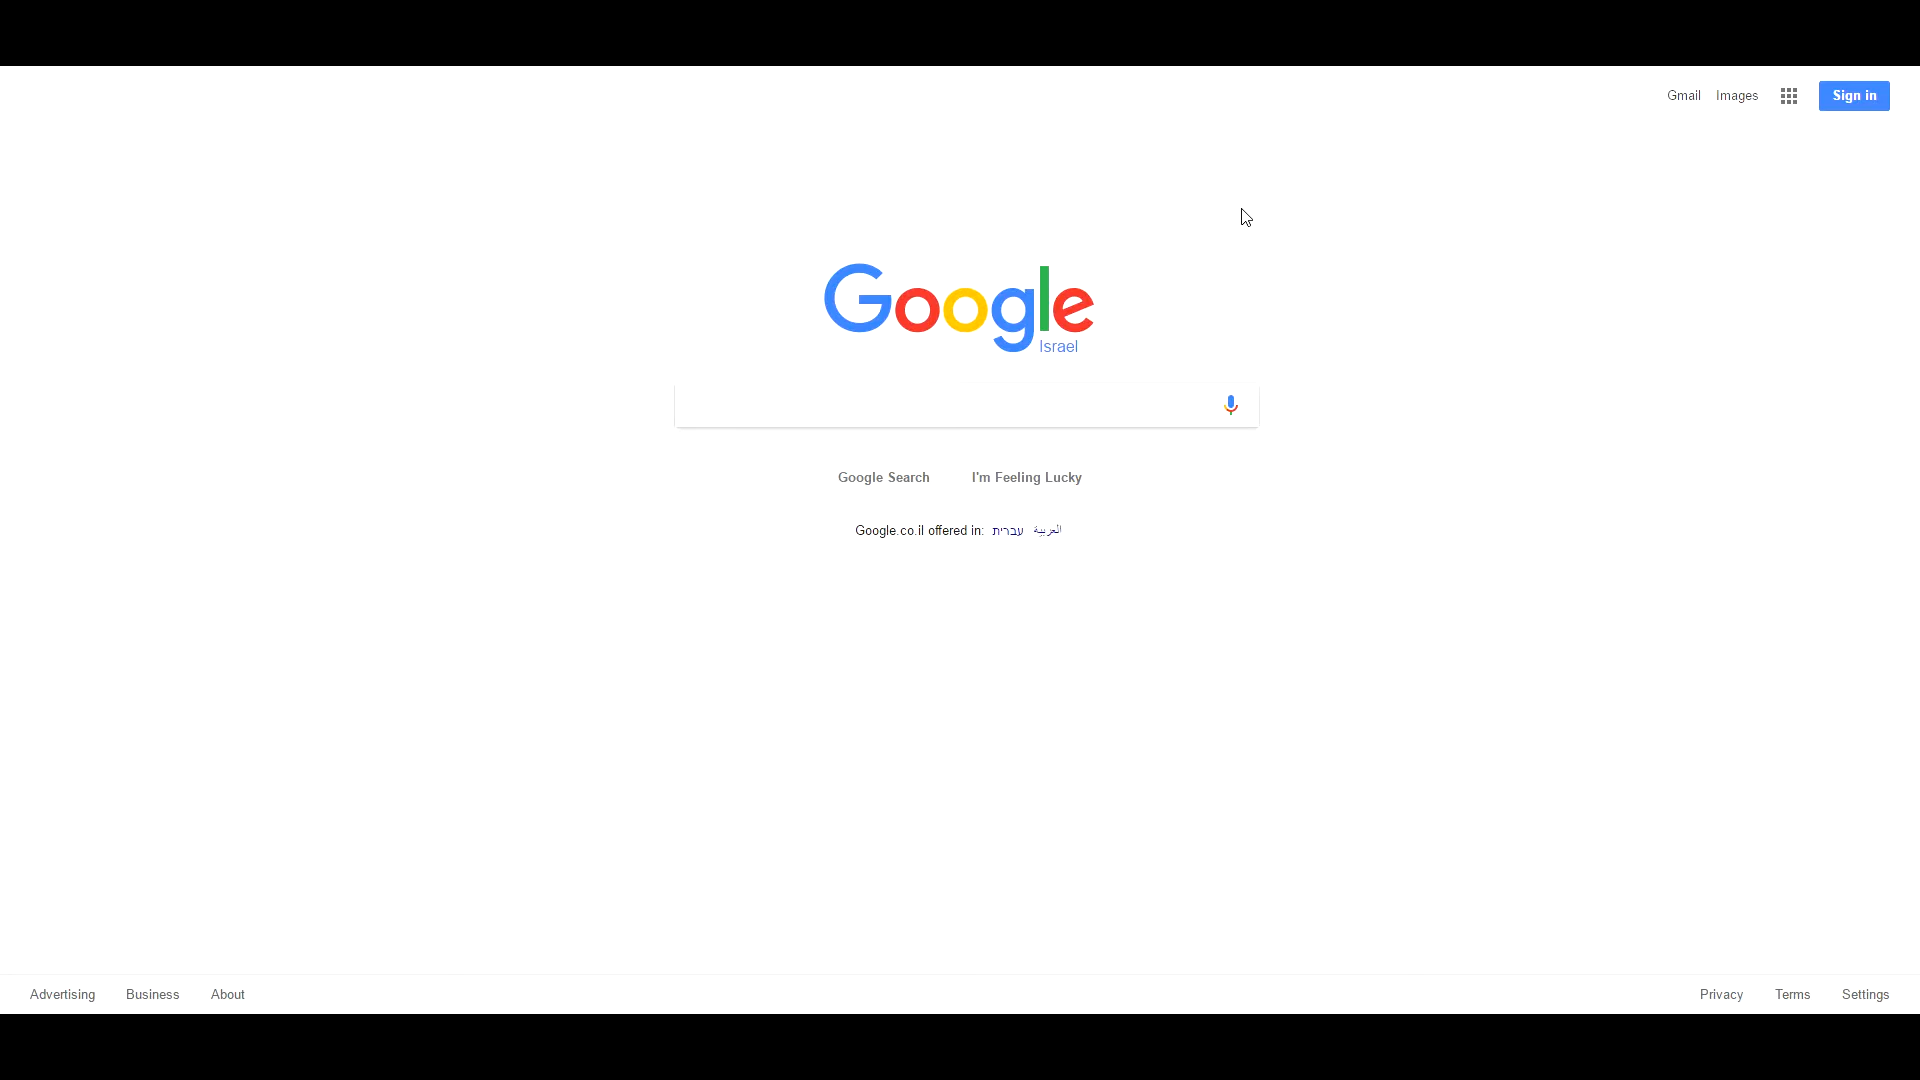 Gmail Images Sign in
Google
Israel
Google Search I'm Feeling Lucky
Google.co.il offered in: עברית العربية
Advertising Business About Privacy Terms Settings